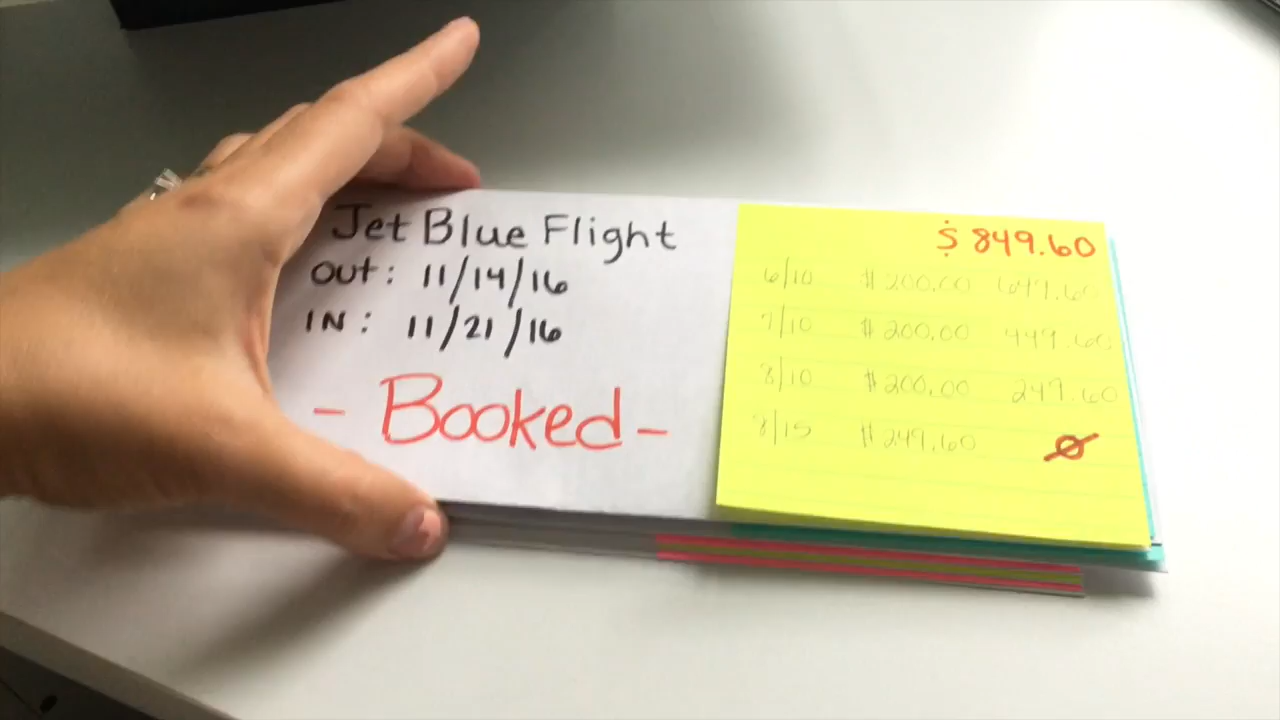 Jet Blue Flight
OUT: 11/14/16
IN: 11/21/16
- Booked -
$ 849.60
6/10 $200.00 649.60
7/10 $200.00 449.60
8/10 $200.00 249.60
8/15 $249.60 0